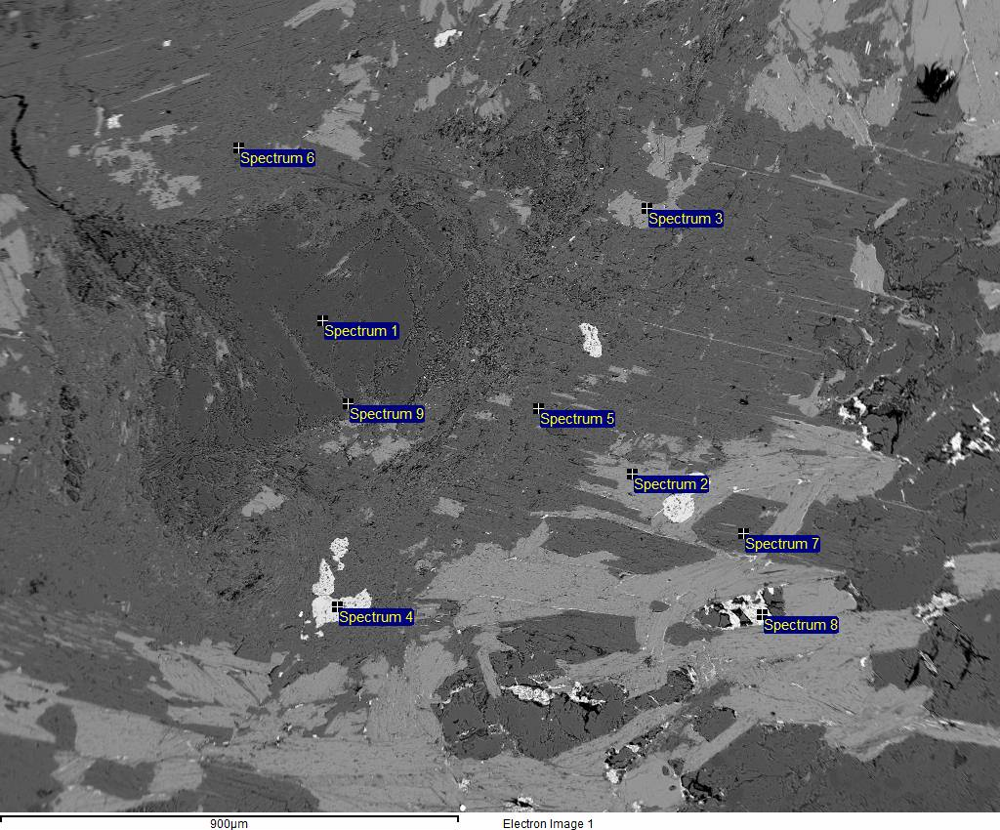 Spectrum 6
Spectrum 3
Spectrum 1
Spectrum 9
Spectrum 5
Spectrum 2
Spectrum 7
Spectrum 4
Spectrum 8
900µm
Electron Image 1